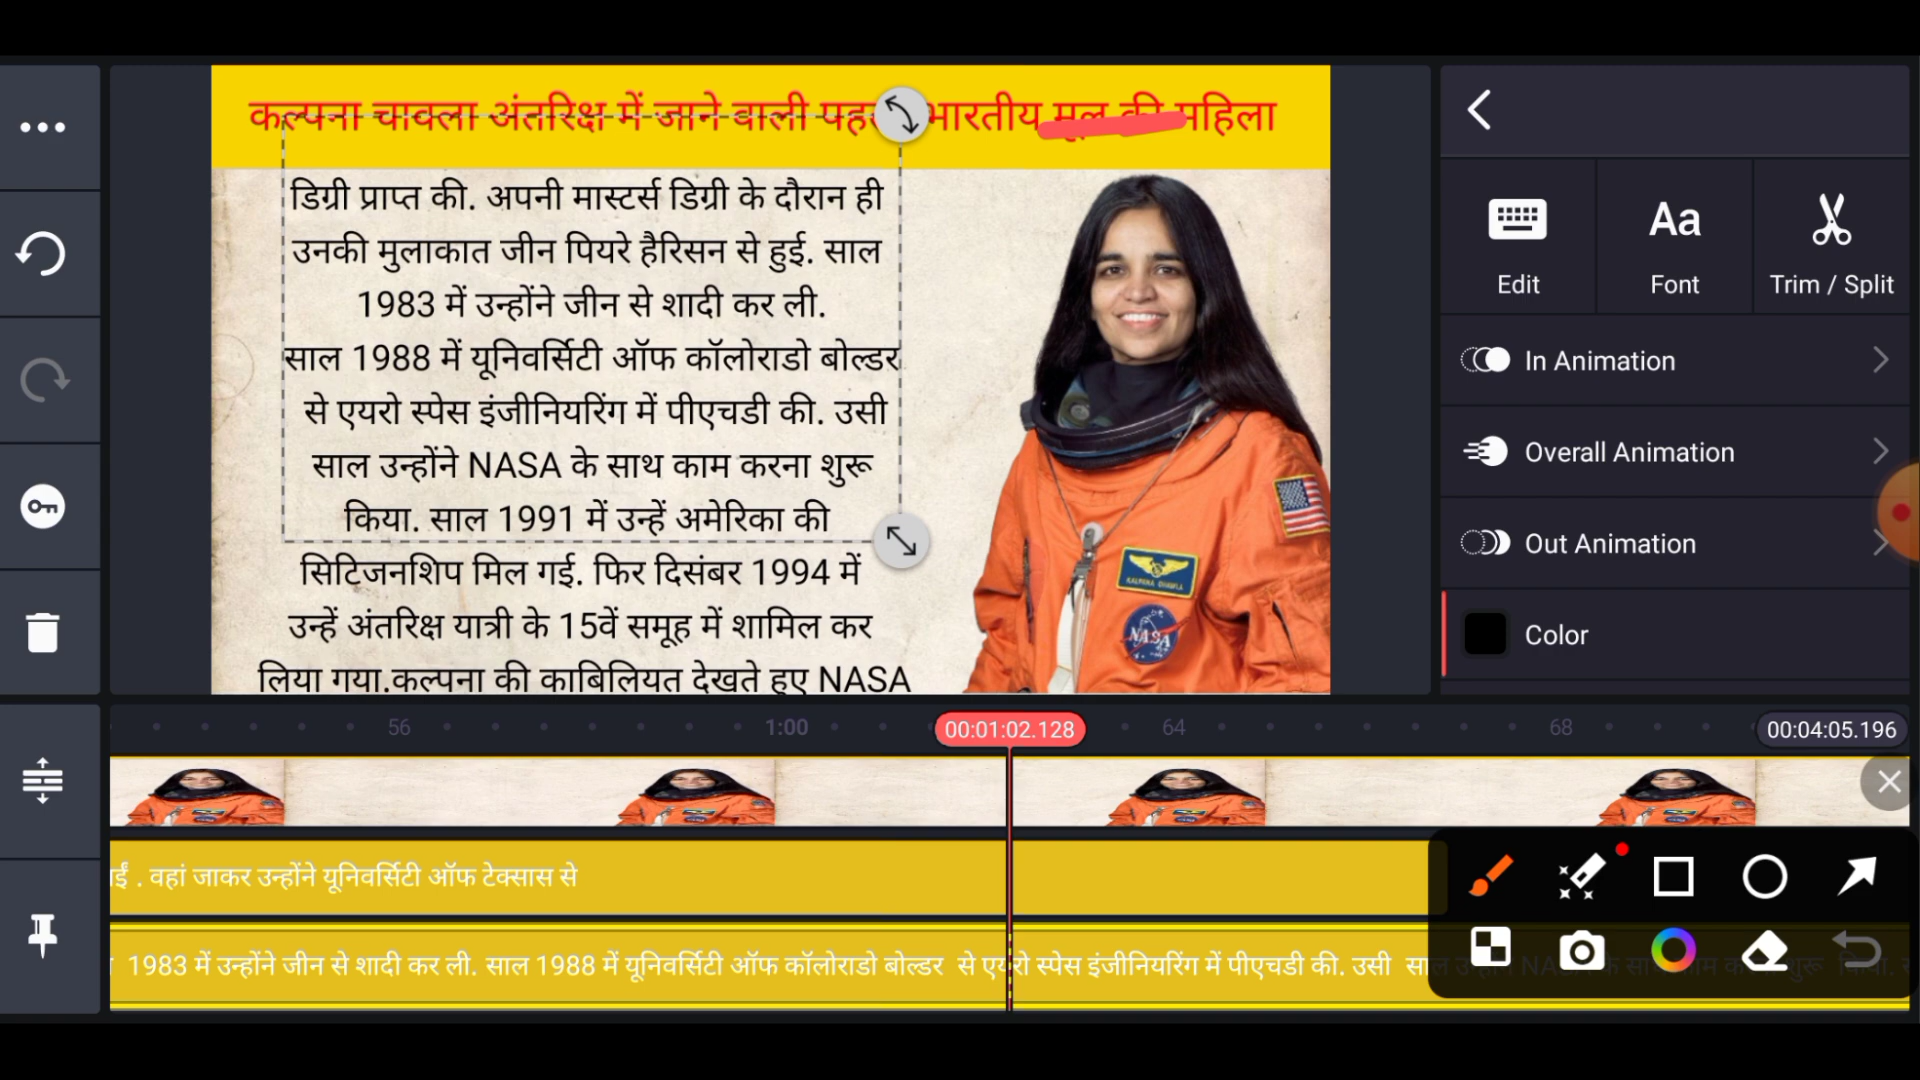 कल्पना चावला अंतरिक्ष में जाने वाली भारतीय मूल की महिला
डिग्री प्राप्त की. अपनी मास्टर्स डिग्री के दौरान ही
उनकी मुलाकात जीन पियरे हैरिसन से हुई. साल
1983 में उन्होंने जीन से शादी कर ली.
साल 1988 में यूनिवर्सिटी ऑफ कॉलोराडो बोल्डर
से एयरो स्पेस इंजीनियरिंग में पीएचडी की. उसी
साल उन्होंने NASA के साथ काम करना शुरू
किया. साल 1991 में उन्हें अमेरिका की
सिटिजनशिप मिल गई. फिर दिसंबर 1994 में
उन्हें अंतरिक्ष यात्री के 15वें समूह में शामिल कर
लिया गया.कल्पना की काबिलियत देखते हुए NASA
KALPANA CHAWLA
NASA
Edit
Font
Trim / Split
In Animation
Overall Animation
Out Animation
Color
56
1:00
00:01:02.128
64
68
00:04:05.196
. वहां जाकर उन्होंने यूनिवर्सिटी ऑफ टेक्सास से
1983 में उन्होंने जीन से शादी कर ली. साल 1988 में यूनिवर्सिटी ऑफ कॉलोराडो बोल्डर से एयरो स्पेस इंजीनियरिंग में पीएचडी की. उसी